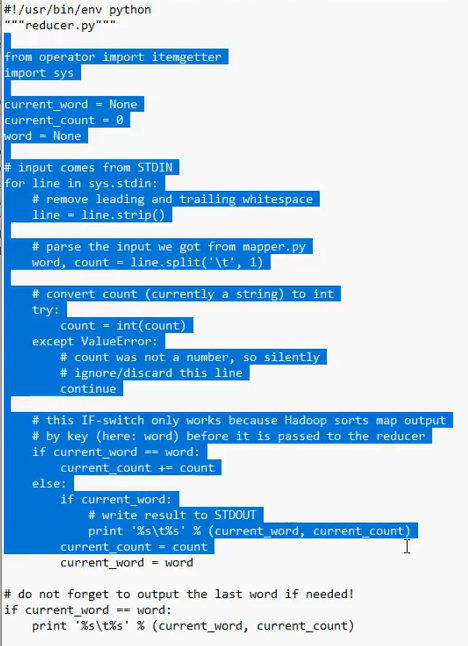 #!/usr/bin/env python
"""reducer.py"""

from operator import itemgetter
import sys

current_word = None
current_count = 0
word = None

# input comes from STDIN
for line in sys.stdin:
    # remove leading and trailing whitespace
    line = line.strip()

    # parse the input we got from mapper.py
    word, count = line.split('\t', 1)

    # convert count (currently a string) to int
    try:
        count = int(count)
    except ValueError:
        # count was not a number, so silently
        # ignore/discard this line
        continue

    # this IF-switch only works because Hadoop sorts map output
    # by key (here: word) before it is passed to the reducer
    if current_word == word:
        current_count += count
    else:
        if current_word:
            # write result to STDOUT
            print '%s\t%s' % (current_word, current_count)
        current_count = count
        current_word = word

# do not forget to output the last word if needed!
if current_word == word:
    print '%s\t%s' % (current_word, current_count)